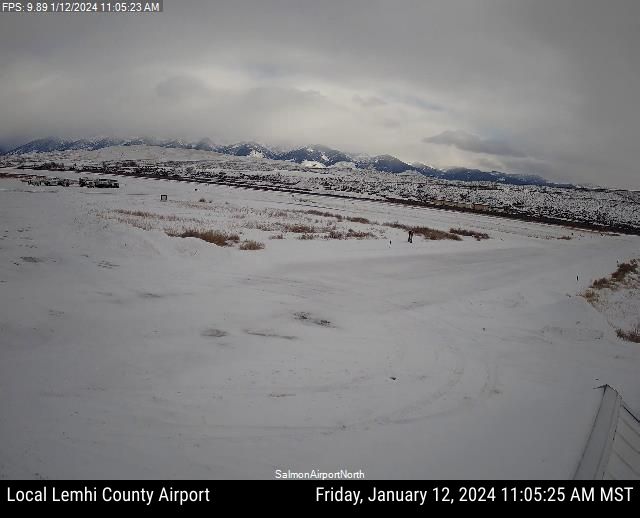 FPS: 9.89 1/12/2024 11:05:23 AM
SalmonAirportNorth
Local Lemhi County Airport Friday, January 12, 2024 11:05:25 AM MST